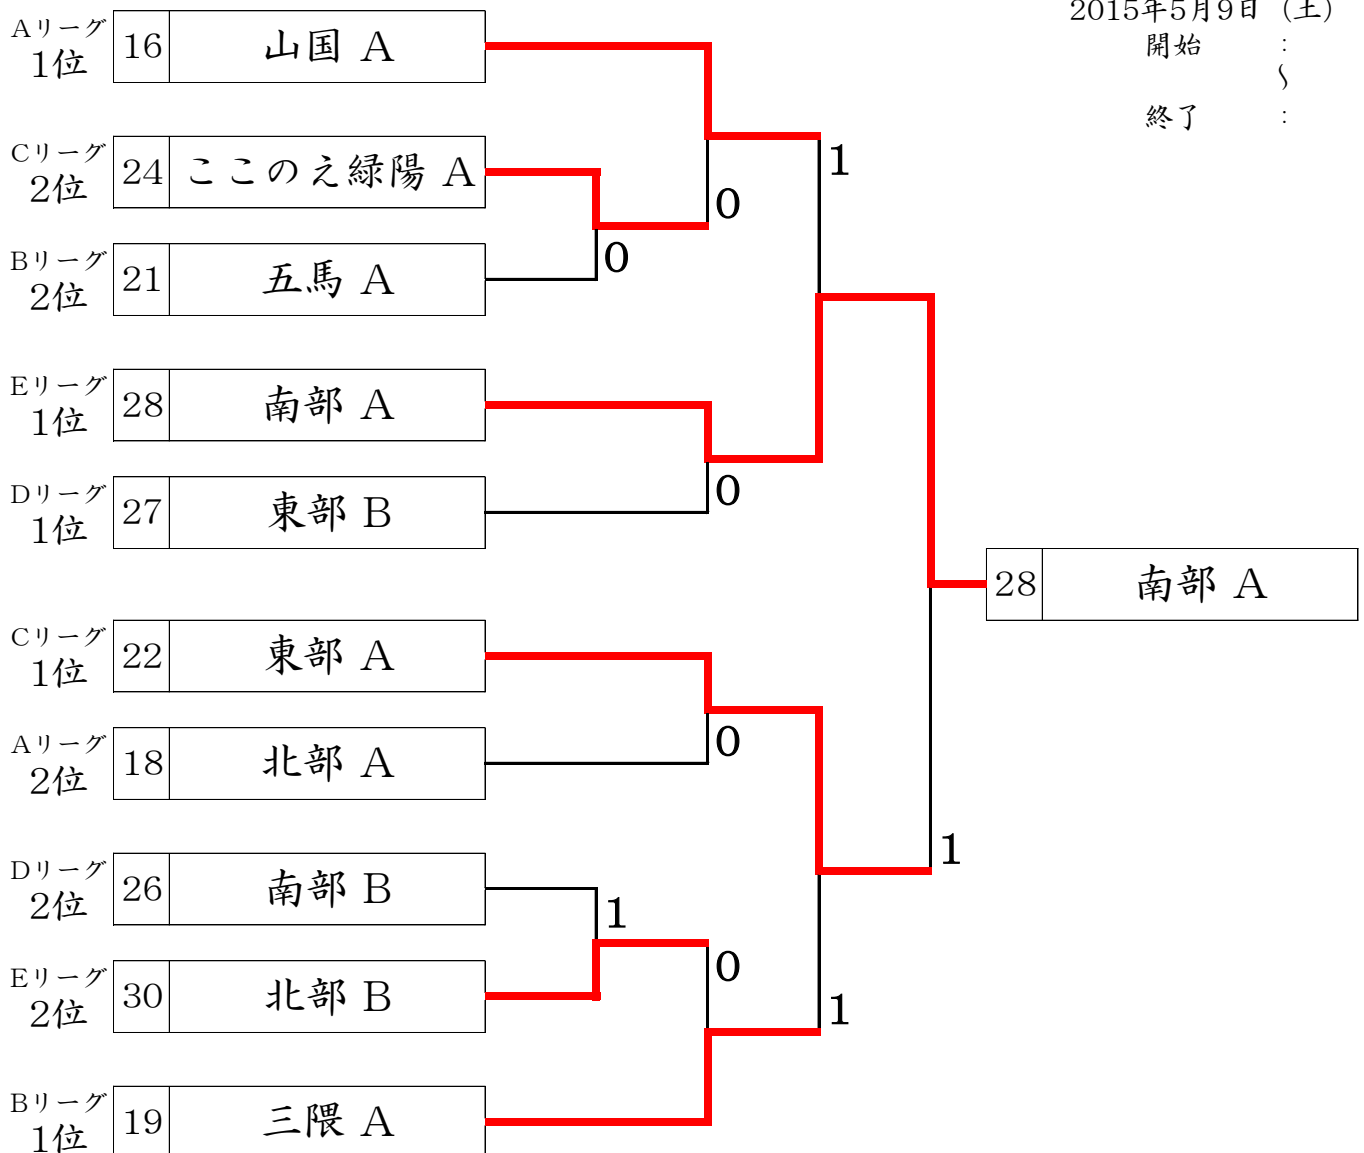 2015年5月9日（土）
開始 :
〜
終了 :
Aリーグ
1位
16 山国 A
1
Cリーグ
2位
24 ここのえ緑陽 A
0
Bリーグ
2位
21 五馬 A
0
Eリーグ
1位
28 南部 A
Dリーグ
1位
27 東部 B
0
28 南部 A
Cリーグ
1位
22 東部 A
Aリーグ
2位
18 北部 A
0
1
Dリーグ
2位
26 南部 B
1
0
Eリーグ
2位
30 北部 B
1
Bリーグ
1位
19 三隈 A